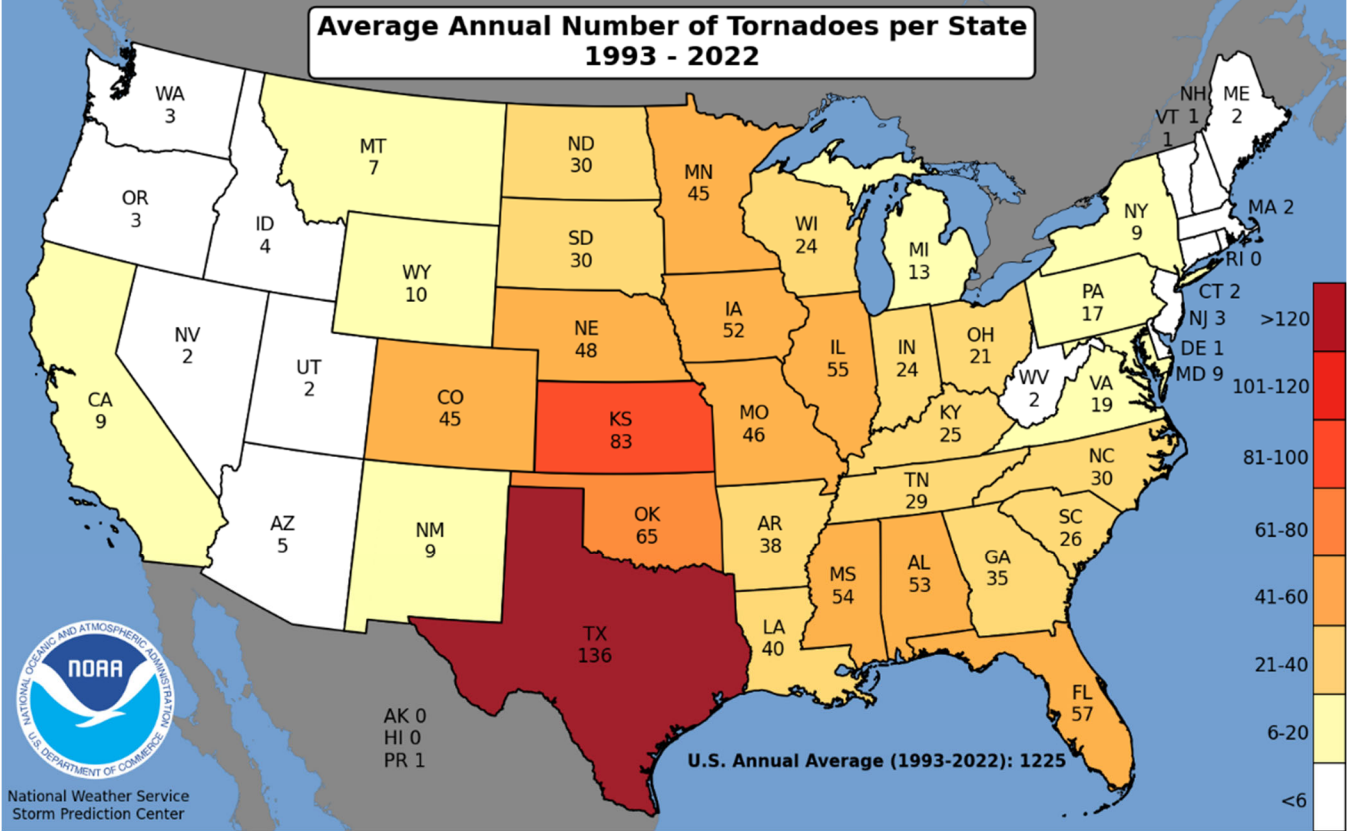 Average Annual Number of Tornadoes per State
1993 - 2022
WA
3
OR
3
ID
4
MT
7
ND
30
MN
45
SD
30
WY
10
WI
24
MI
13
NY
9
VT
1
NH
1
ME
2
MA 2
RI 0
CT 2
NJ 3
DE 1
MD 9
PA
17
NV
2
UT
2
CO
45
NE
48
IA
52
IL
55
IN
24
OH
21
WV
2
VA
19
CA
9
KS
83
MO
46
KY
25
AZ
5
NM
9
OK
65
AR
38
TN
29
NC
30
SC
26
TX
136
LA
40
MS
54
AL
53
GA
35
FL
57
AK 0
HI 0
PR 1
U.S. Annual Average (1993-2022): 1225
>120
101-120
81-100
61-80
41-60
21-40
6-20
<6
NATIONAL OCEANIC AND ATMOSPHERIC ADMINISTRATION
NOAA
U.S. DEPARTMENT OF COMMERCE
National Weather Service
Storm Prediction Center